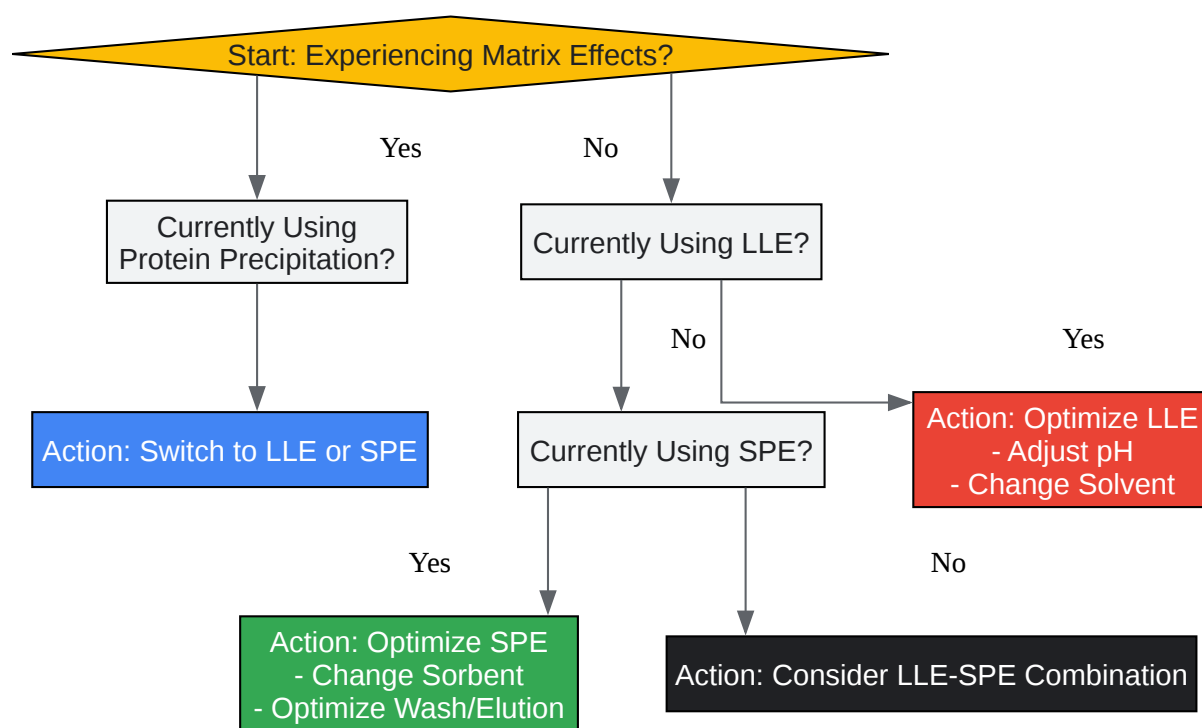 Start: Experiencing Matrix Effects?
Yes
No
Currently Using
Protein Precipitation?
Currently Using LLE?
No
Yes
Action: Switch to LLE or SPE
Currently Using SPE?
Action: Optimize LLE
- Adjust pH
- Change Solvent
Yes
No
Action: Optimize SPE
- Change Sorbent
- Optimize Wash/Elution
Action: Consider LLE-SPE Combination